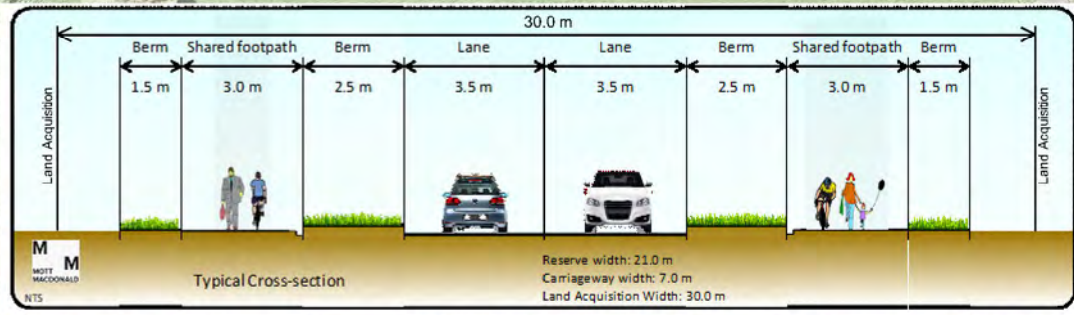 30.0 m
Berm Shared footpath Berm Lane Lane Berm Shared footpath Berm
1.5 m 3.0 m 2.5 m 3.5 m 3.5 m 2.5 m 3.0 m 1.5 m
Land Acquisition
Land Acquisition
M
M
MOTT
MACDONALD
NTS
Typical Cross-section
Reserve width: 21.0 m
Carriageway width: 7.0 m
Land Acquisition Width: 30.0 m